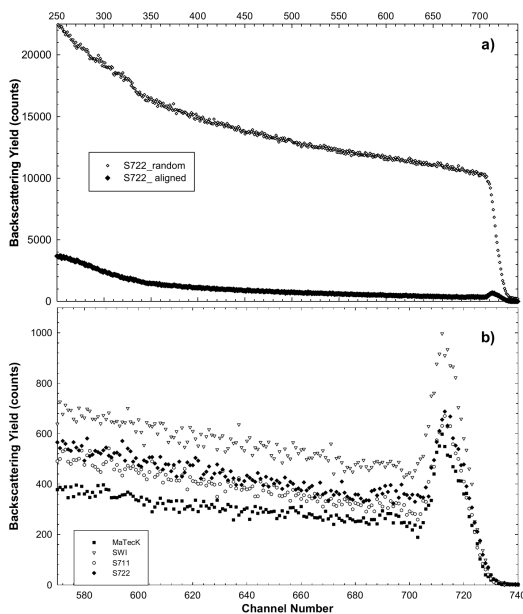 250 300 350 400 450 500 550 600 650 700
a)
20000
15000
10000
5000
0
Backscattering Yield (counts)
S722_random
S722_ aligned
b)
1000
800
600
400
200
0
Backscattering Yield (counts)
MaTecK
SWI
S711
S722
580 600 620 640 660 680 700 720 740
Channel Number